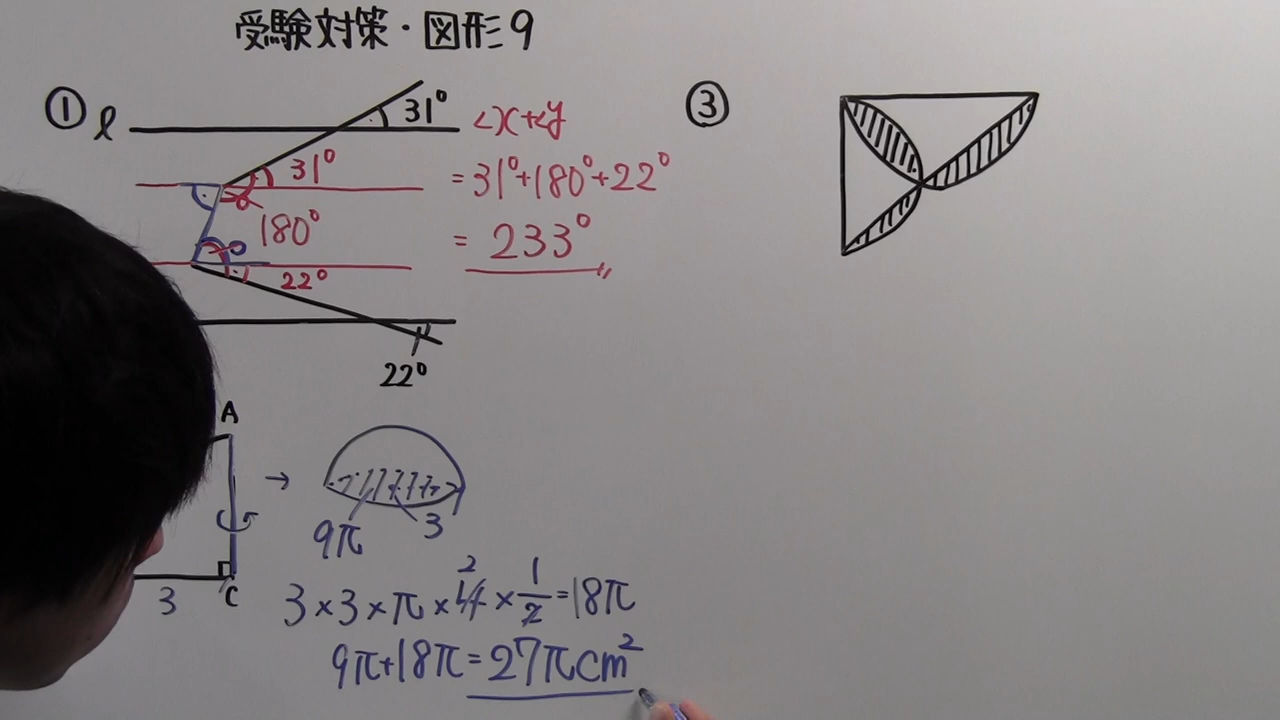 受験対策・図形9
①
ℓ
31°
31°
180°
22°
22°
∠x+∠y
=31°+180°+22°
=233°
A
C
3
→
9π
3
3×3×π×4×1/2=18π
2
9π+18π=27πcm²
③